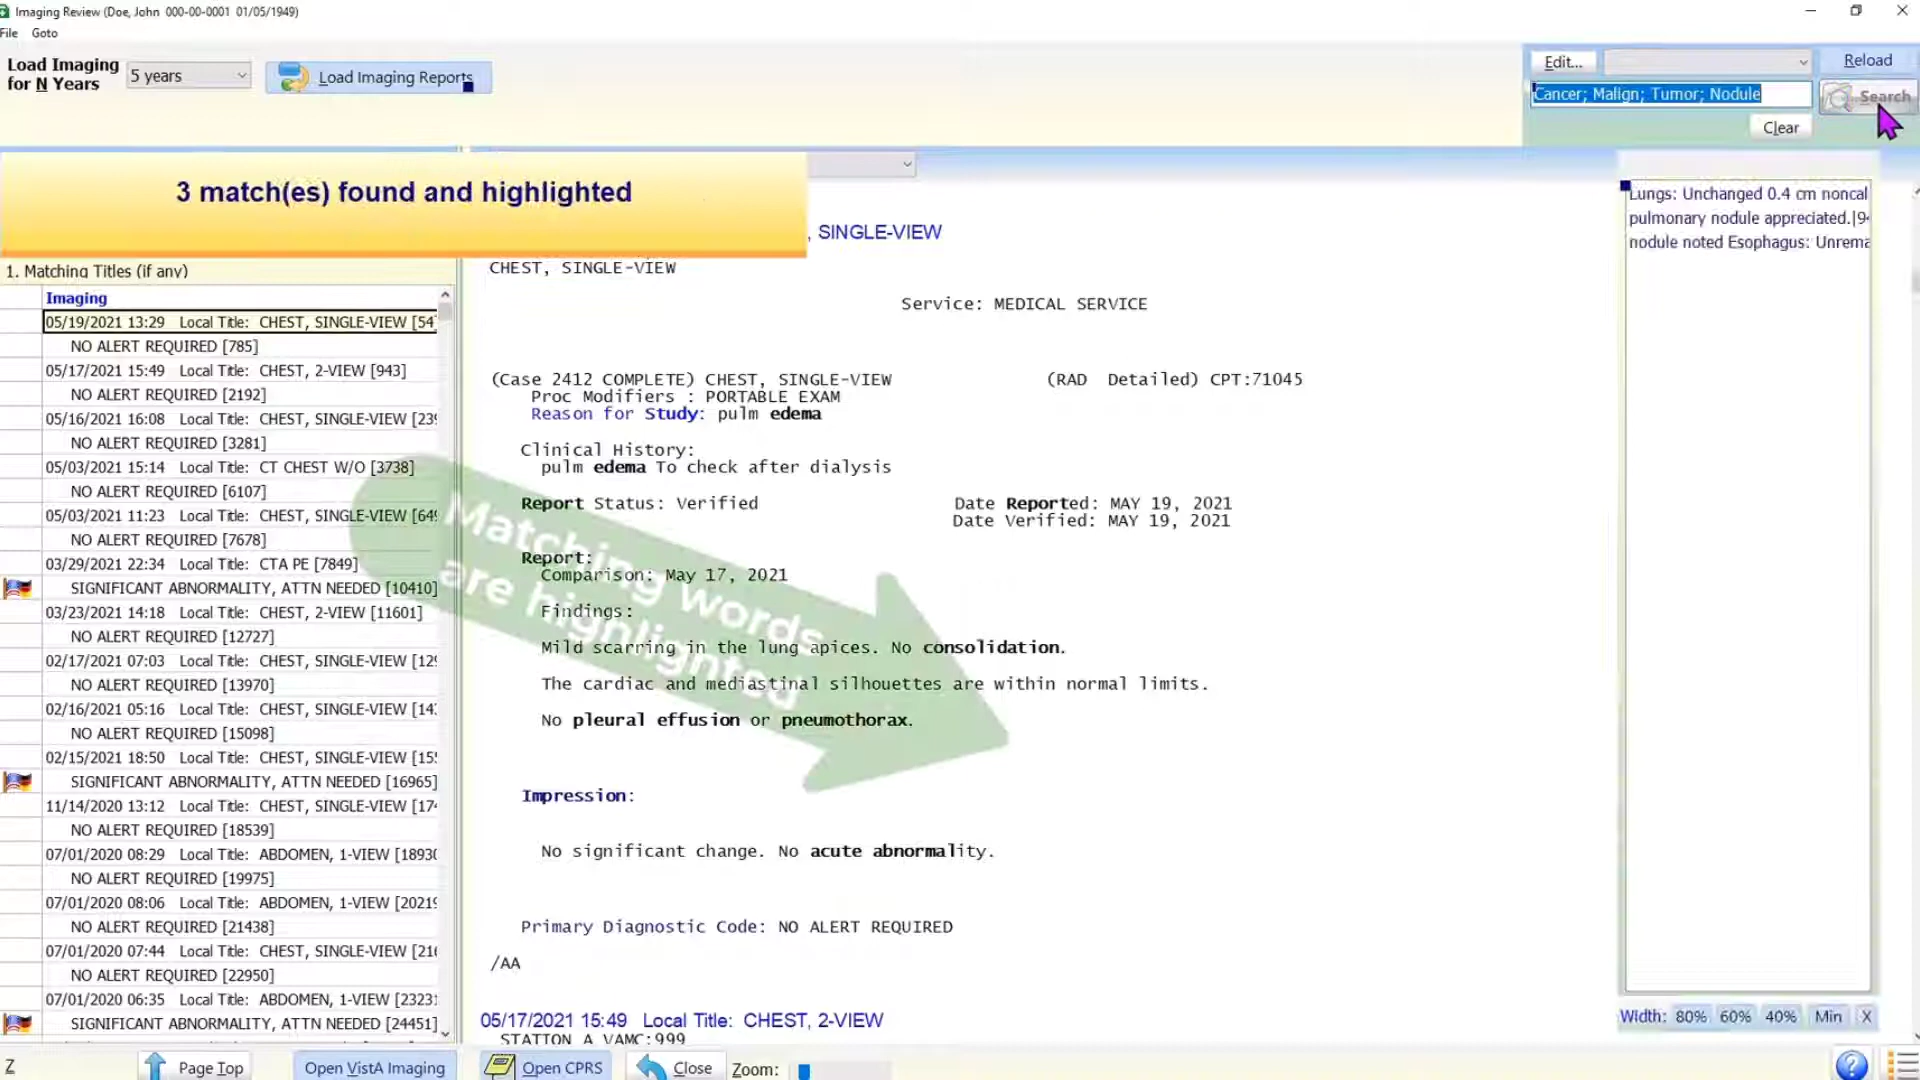 Imaging Review (Doe, John 000-00-0001 01/05/1949)
File Goto
Load Imaging
for N Years
5 years
Load Imaging Reports
Edit...
Reload
Cancer; Malign; Tumor; Nodule
Search
Clear
3 match(es) found and highlighted
, SINGLE-VIEW
1. Matching Titles (if any)
Imaging
05/19/2021 13:29 Local Title: CHEST, SINGLE-VIEW [54
NO ALERT REQUIRED [785]
05/17/2021 15:49 Local Title: CHEST, 2-VIEW [943]
NO ALERT REQUIRED [2192]
05/16/2021 16:08 Local Title: CHEST, SINGLE-VIEW [239
NO ALERT REQUIRED [3281]
05/03/2021 15:14 Local Title: CT CHEST W/O [3738]
NO ALERT REQUIRED [6107]
05/03/2021 11:23 Local Title: CHEST, SINGLE-VIEW [649
NO ALERT REQUIRED [7678]
03/29/2021 22:34 Local Title: CTA PE [7849]
SIGNIFICANT ABNORMALITY, ATTN NEEDED [10410]
03/23/2021 14:18 Local Title: CHEST, 2-VIEW [11601]
NO ALERT REQUIRED [12727]
02/17/2021 07:03 Local Title: CHEST, SINGLE-VIEW [129
NO ALERT REQUIRED [13970]
02/16/2021 05:16 Local Title: CHEST, SINGLE-VIEW [14
NO ALERT REQUIRED [15098]
02/15/2021 18:50 Local Title: CHEST, SINGLE-VIEW [15
SIGNIFICANT ABNORMALITY, ATTN NEEDED [16965]
11/14/2020 13:12 Local Title: CHEST, SINGLE-VIEW [17
NO ALERT REQUIRED [18539]
07/01/2020 08:29 Local Title: ABDOMEN, 1-VIEW [18930
NO ALERT REQUIRED [19975]
07/01/2020 08:06 Local Title: ABDOMEN, 1-VIEW [20219
NO ALERT REQUIRED [21438]
07/01/2020 07:44 Local Title: CHEST, SINGLE-VIEW [21
NO ALERT REQUIRED [22950]
07/01/2020 06:35 Local Title: ABDOMEN, 1-VIEW [2323
SIGNIFICANT ABNORMALITY, ATTN NEEDED [24451]
CHEST, SINGLE-VIEW
Service: MEDICAL SERVICE
(Case 2412 COMPLETE) CHEST, SINGLE-VIEW (RAD Detailed) CPT:71045
Proc Modifiers : PORTABLE EXAM
Reason for Study: pulm edema
Clinical History:
pulm edema To check after dialysis
Report Status: Verified Date Reported: MAY 19, 2021
Date Verified: MAY 19, 2021
Report:
Comparison: May 17, 2021
Findings:
Mild scarring in the lung apices. No consolidation.
The cardiac and mediastinal silhouettes are within normal limits.
No pleural effusion or pneumothorax.
Impression:
No significant change. No acute abnormality.
Primary Diagnostic Code: NO ALERT REQUIRED
/AA
05/17/2021 15:49 Local Title: CHEST, 2-VIEW
STATION A VAMC:999
Matching words
are highlighted
Lungs: Unchanged 0.4 cm noncal
pulmonary nodule appreciated.|9
nodule noted Esophagus: Unrema
Width: 80% 60% 40% Min X
Z
Page Top
Open VistA Imaging
Open CPRS
Close
Zoom:
?